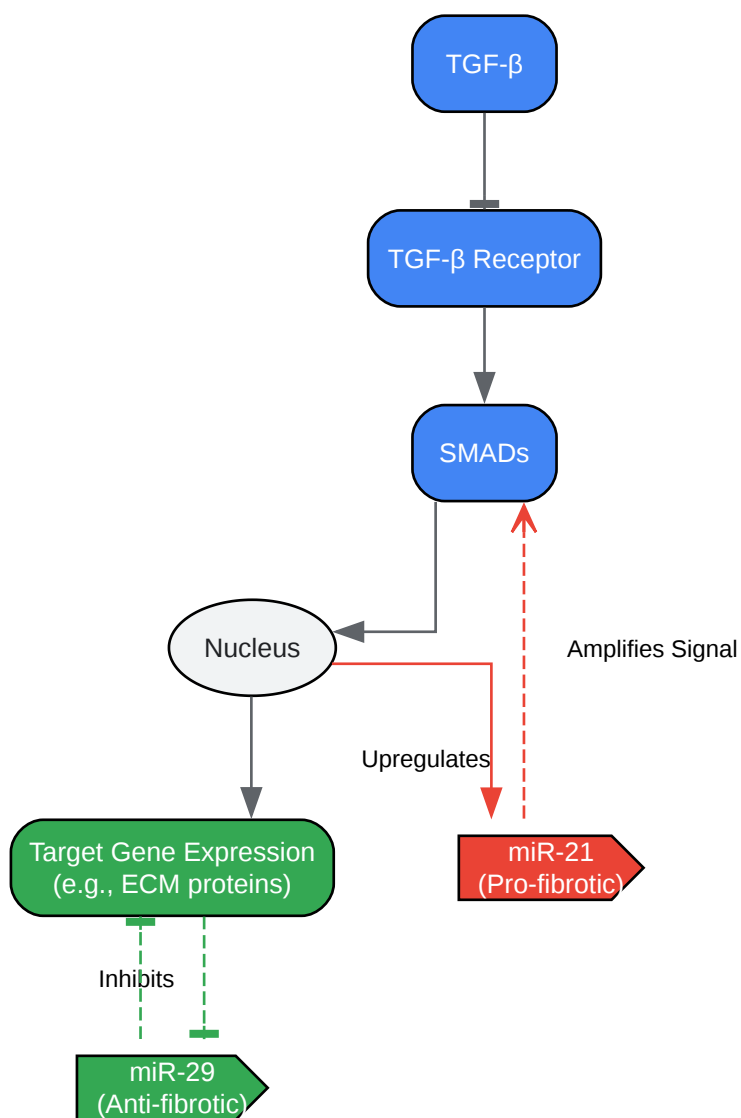 TGF-β
TGF-β Receptor
SMADs
Nucleus
Amplifies Signal
Upregulates
Target Gene Expression
(e.g., ECM proteins)
miR-21
(Pro-fibrotic)
Inhibits
miR-29
(Anti-fibrotic)